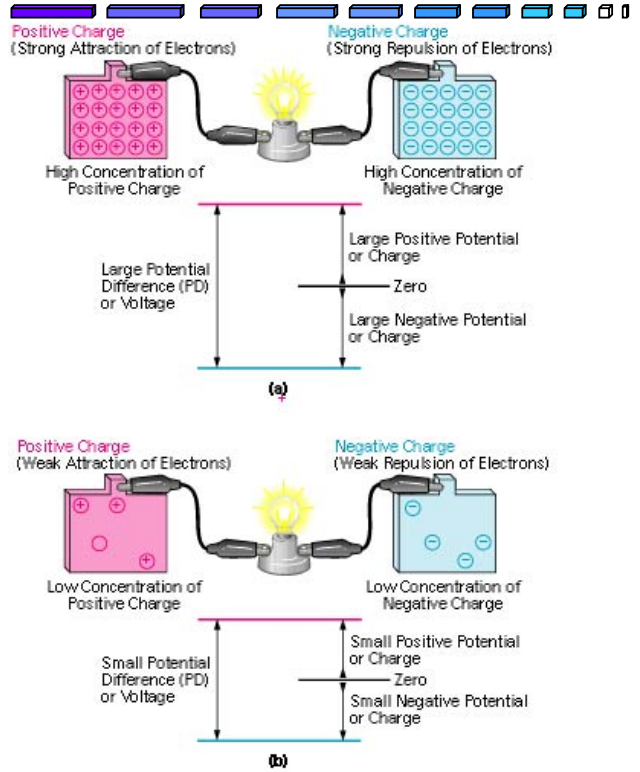 Positive Charge
(Strong Attraction of Electrons)
Negative Charge
(Strong Repulsion of Electrons)
High Concentration of
Positive Charge
High Concentration of
Negative Charge
Large Potential
Difference (PD)
or Voltage
Large Positive Potential
or Charge
Zero
Large Negative Potential
or Charge
(a)
Positive Charge
(Weak Attraction of Electrons)
Negative Charge
(Weak Repulsion of Electrons)
Low Concentration of
Positive Charge
Low Concentration of
Negative Charge
Small Potential
Difference (PD)
or Voltage
Small Positive Potential
or Charge
Zero
Small Negative Potential
or Charge
(b)